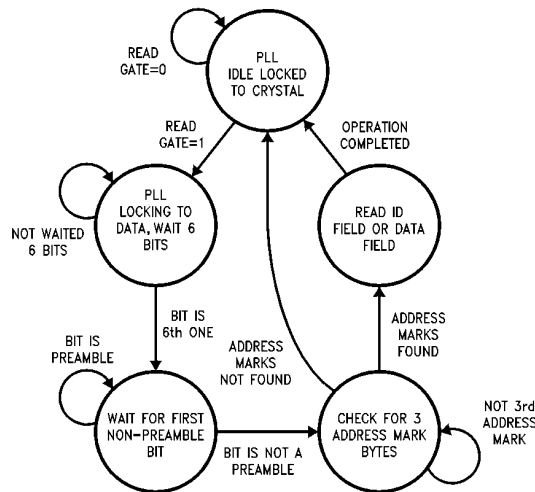 READ
GATE=0
PLL
IDLE LOCKED
TO CRYSTAL
READ
GATE=1
OPERATION
COMPLETED
PLL
LOCKING TO
DATA, WAIT 6
BITS
NOT WAITED
6 BITS
READ ID
FIELD OR DATA
FIELD
BIT IS
6th ONE
BIT IS
PREAMBLE
ADDRESS
MARKS
NOT FOUND
ADDRESS
MARKS
FOUND
WAIT FOR FIRST
NON-PREAMBLE
BIT
BIT IS NOT A
PREAMBLE
CHECK FOR 3
ADDRESS MARK
BYTES
NOT 3rd
ADDRESS
MARK